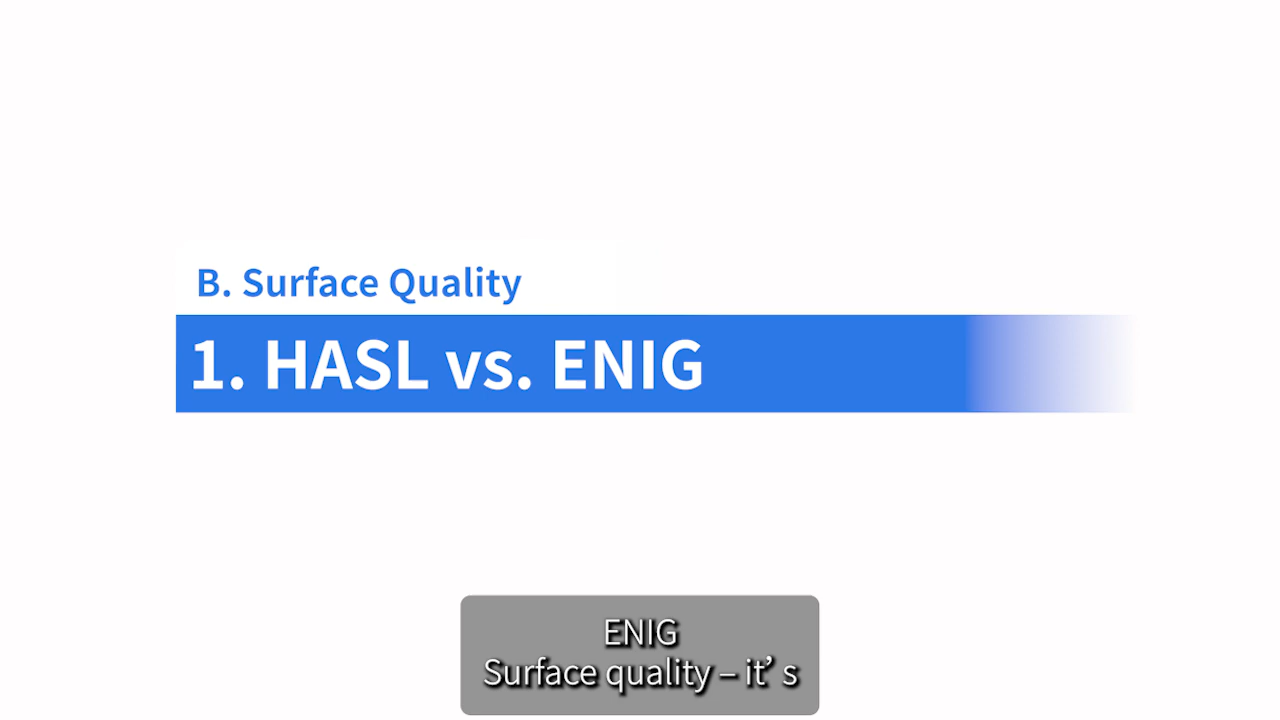 B. Surface Quality
1. HASL vs. ENIG
ENIG
Surface quality – it’s